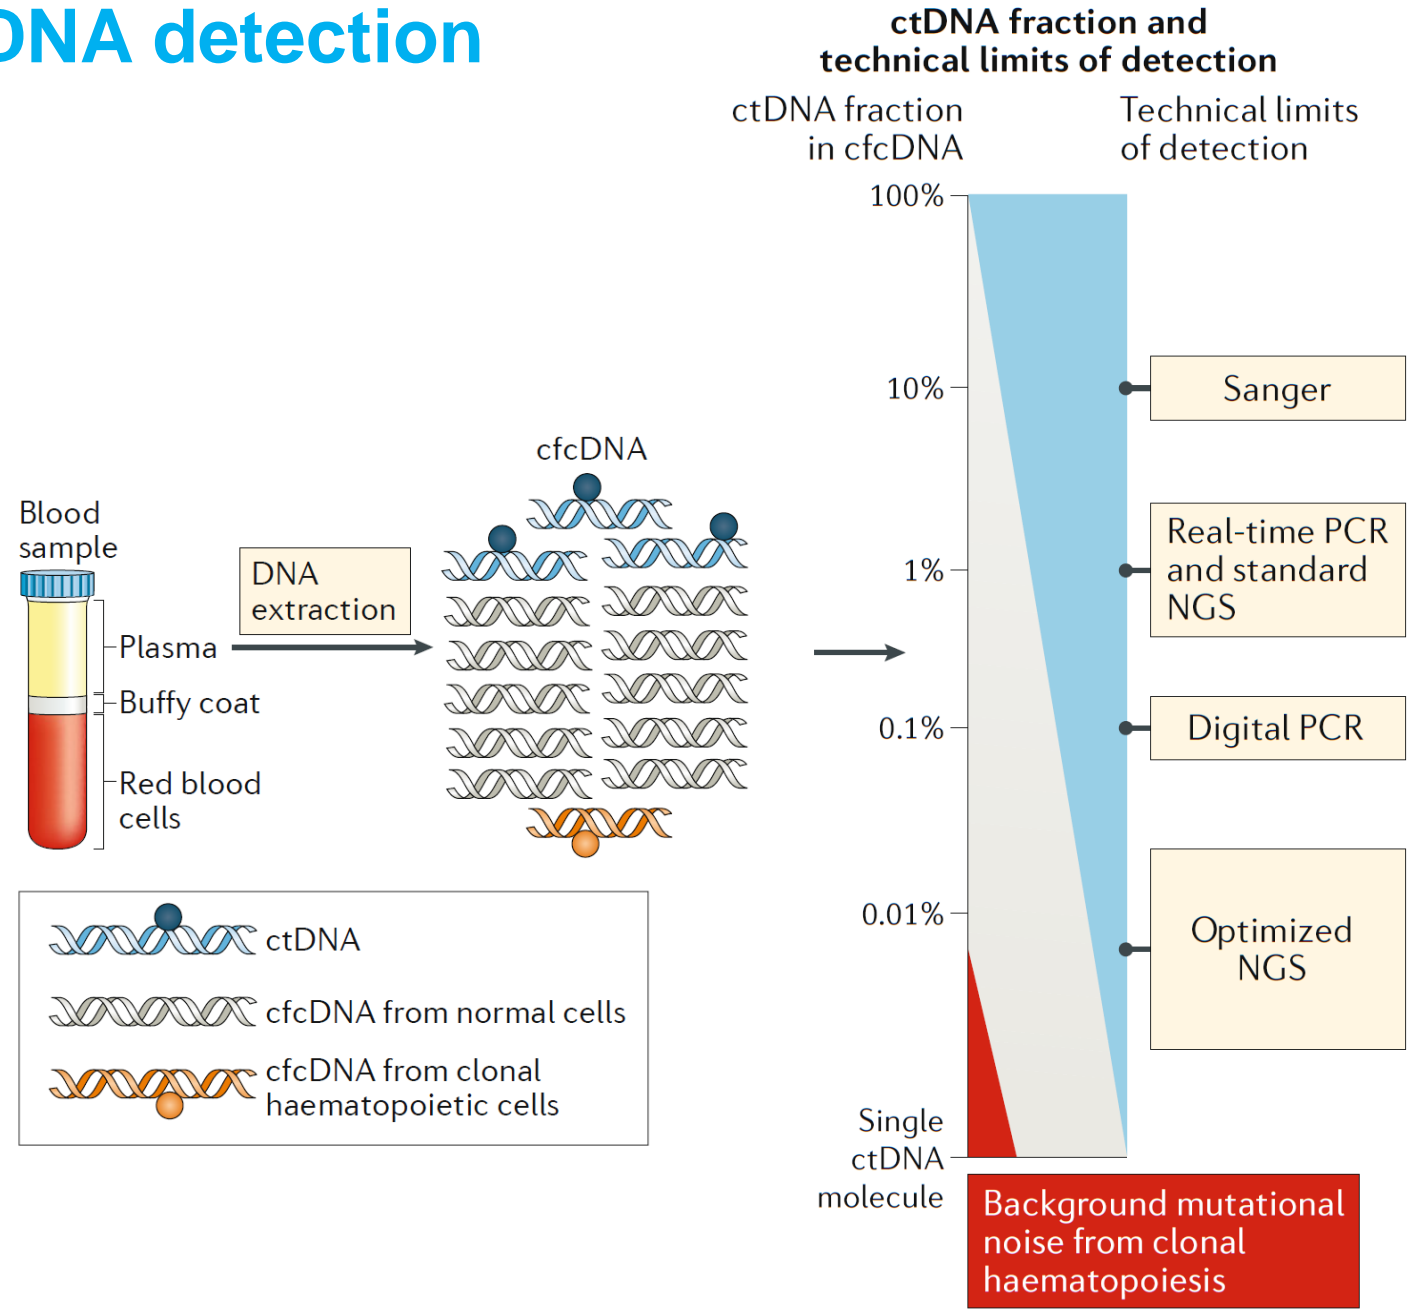 DNA detection
ctDNA fraction and
technical limits of detection
ctDNA fraction
in cfcDNA
Technical limits
of detection
100%
10%
1%
0.1%
0.01%
Single
ctDNA
molecule
Sanger
Real-time PCR
and standard
NGS
Digital PCR
Optimized
NGS
Background mutational
noise from clonal
haematopoiesis
Blood
sample
Plasma
Buffy coat
Red blood
cells
DNA
extraction
cfcDNA
ctDNA
cfcDNA from normal cells
cfcDNA from clonal
haematopoietic cells